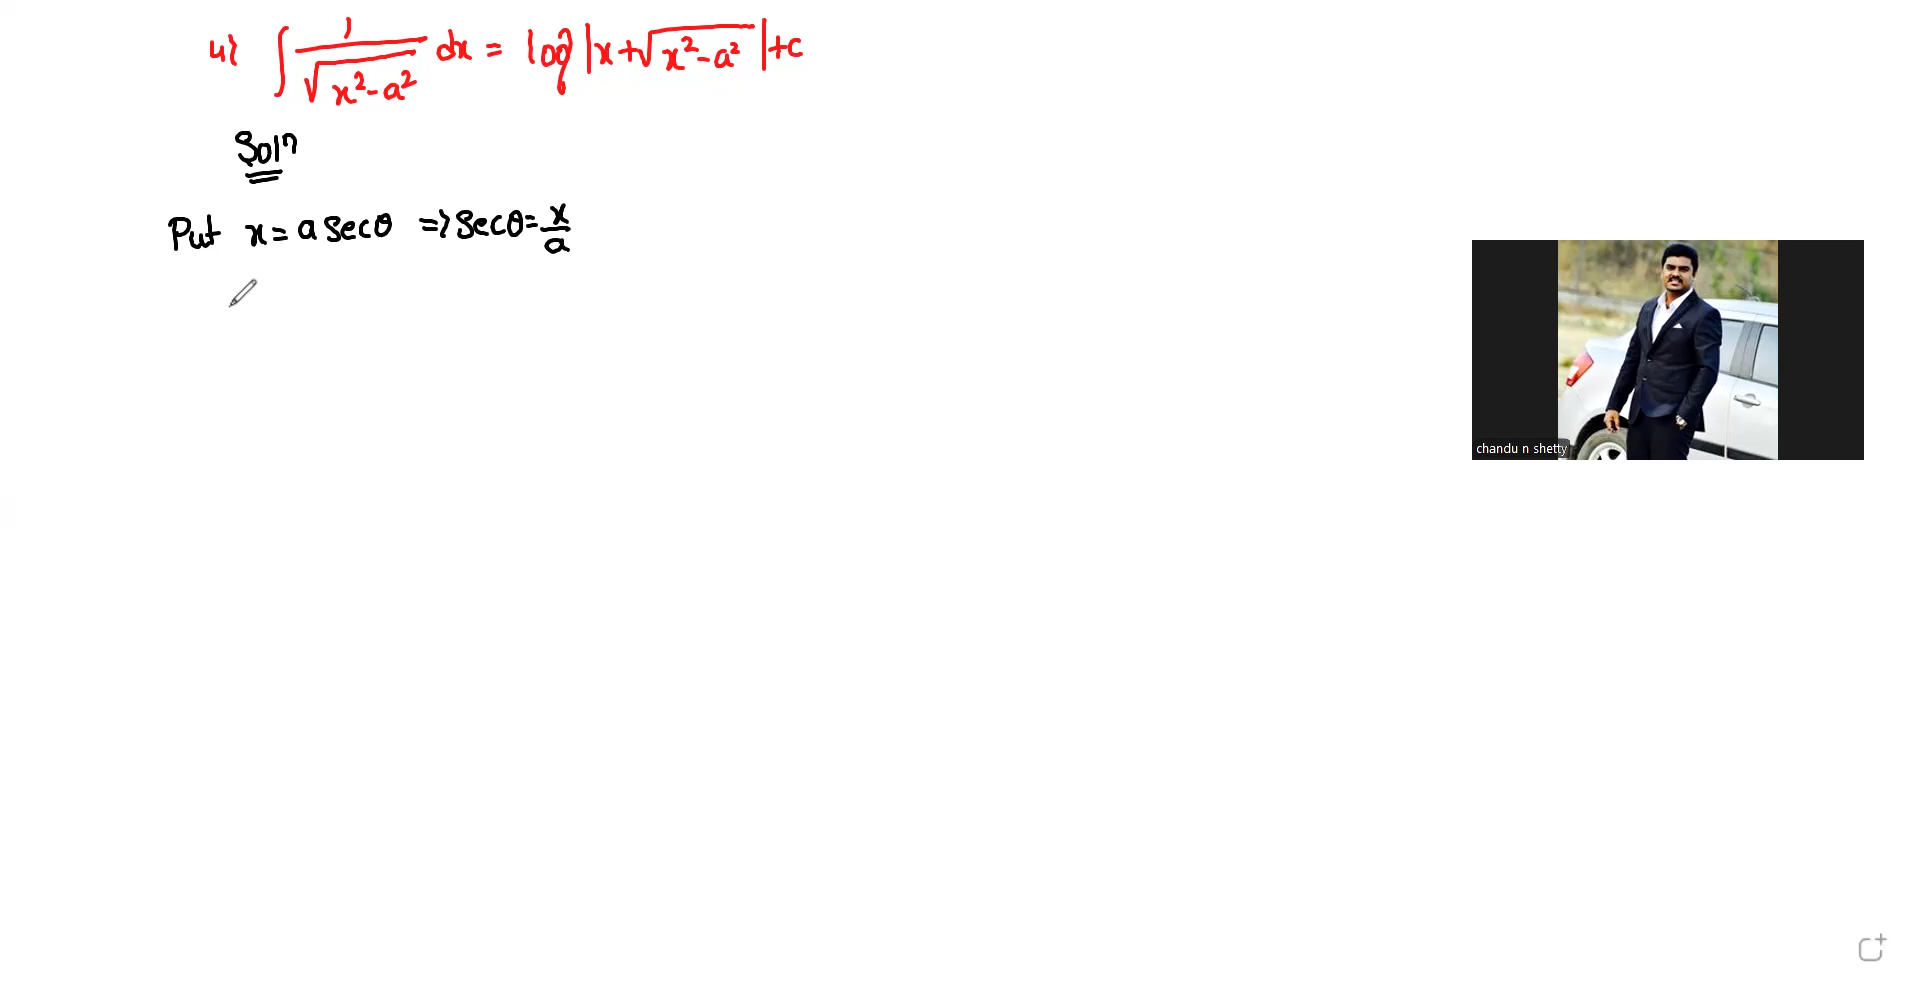 4) ∫ 1/√(x²-a²) dx = log |x+√(x²-a²)| +c
Soln
Put x = a secθ => secθ = x/a
chandu n shetty